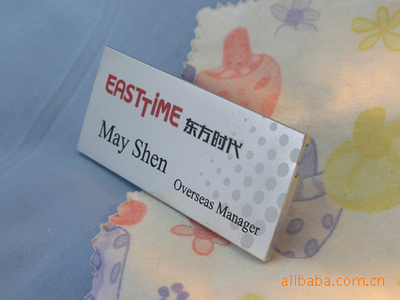 EASTTiME 东方时代
May Shen
Overseas Manager
alibaba.com.cn